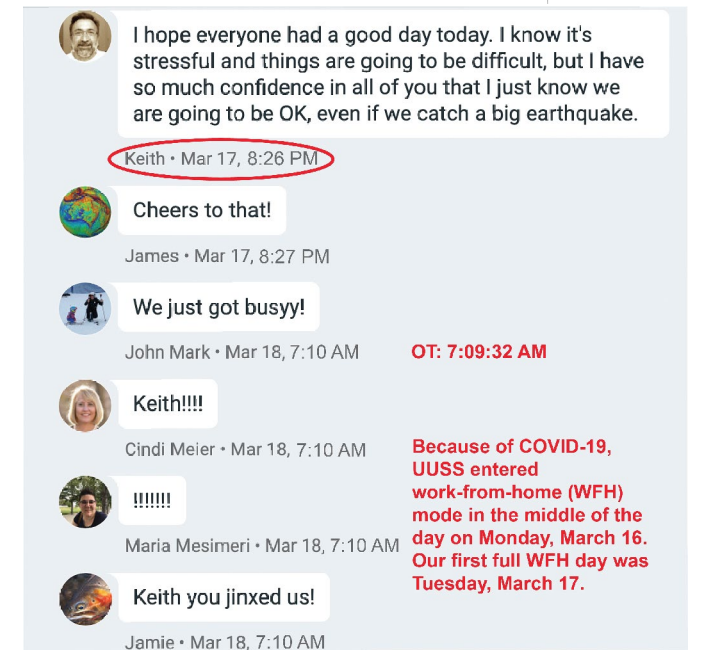 I hope everyone had a good day today. I know it's
stressful and things are going to be difficult, but I have
so much confidence in all of you that I just know we
are going to be OK, even if we catch a big earthquake.
Keith • Mar 17, 8:26 PM
Cheers to that!
James • Mar 17, 8:27 PM
We just got busyy!
John Mark • Mar 18, 7:10 AM
OT: 7:09:32 AM
Keith!!!!
Cindi Meier • Mar 18, 7:10 AM
!!!!!!!
Maria Mesimeri • Mar 18, 7:10 AM
Because of COVID-19,
UUSS entered
work-from-home (WFH)
mode in the middle of the
day on Monday, March 16.
Our first full WFH day was
Tuesday, March 17.
Keith you jinxed us!
Jamie • Mar 18, 7:10 AM